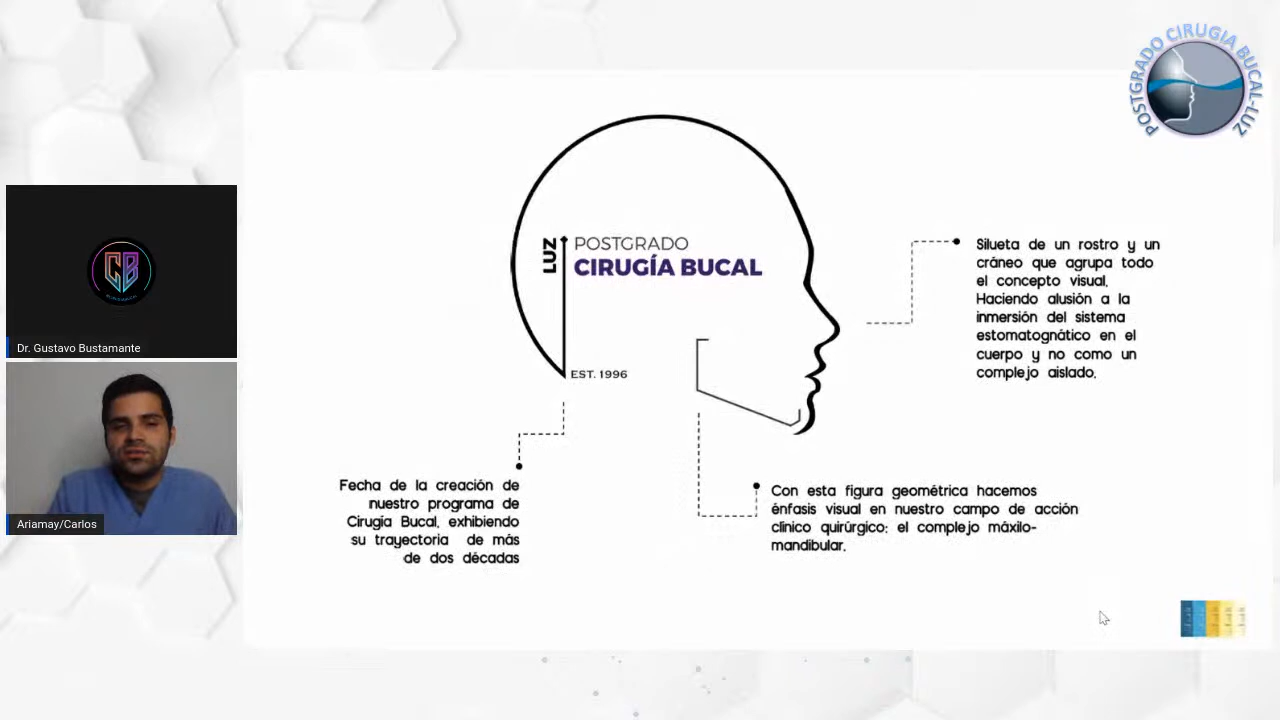 POSTGRADO CIRUGIA BUCAL-LUZ
LUZ
POSTGRADO
CIRUGÍA BUCAL
EST. 1996
Silueta de un rostro y un
cráneo que agrupa todo
el concepto visual.
Haciendo alusión a la
inmersión del sistema
estomatognático en el
cuerpo y no como un
complejo aislado.
Fecha de la creación de
nuestro programa de
Cirugía Bucal, exhibiendo
su trayectoria de más
de dos décadas
Con esta figura geométrica hacemos
énfasis visual en nuestro campo de acción
clínico quirúrgico: el complejo máxilo-
mandibular.
CB
Dr. Gustavo Bustamante
Ariamay/Carlos